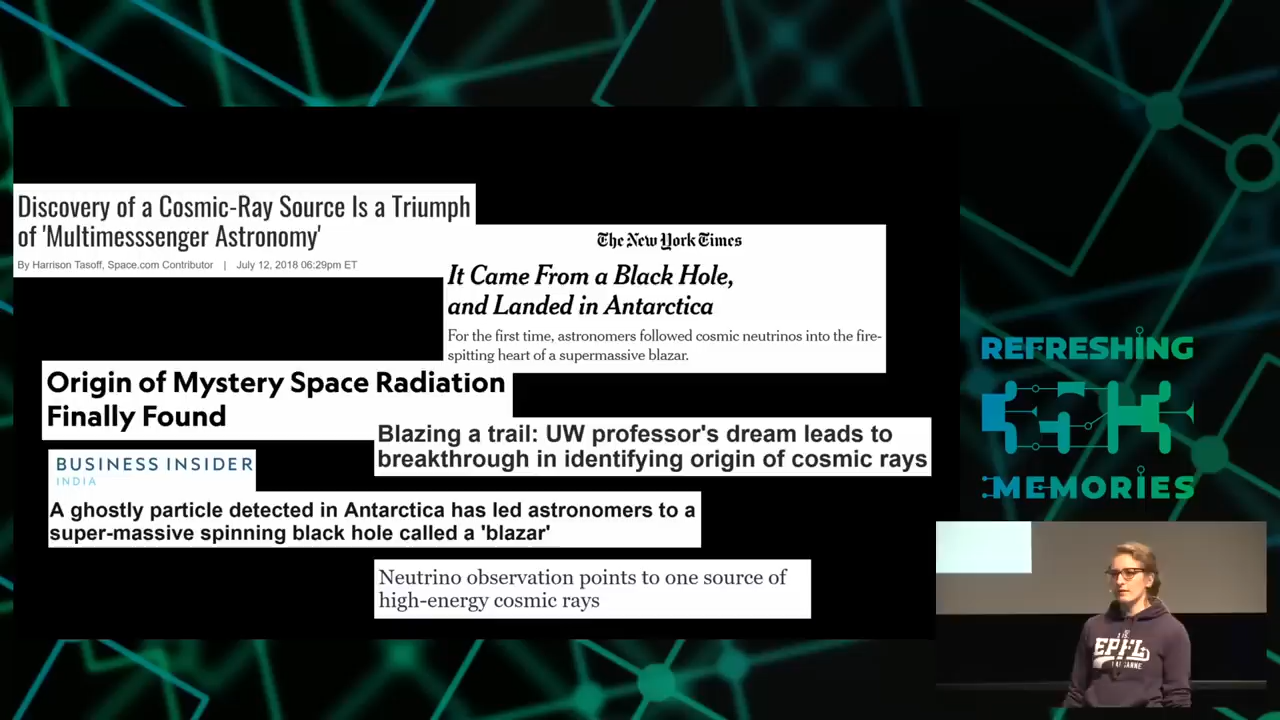 Discovery of a Cosmic-Ray Source Is a Triumph
of 'Multimesssenger Astronomy'
By Harrison Tasoff, Space.com Contributor | July 12, 2018 06:29pm ET
The New York Times
It Came From a Black Hole,
and Landed in Antarctica
For the first time, astronomers followed cosmic neutrinos into the fire-
spitting heart of a supermassive blazar.
Origin of Mystery Space Radiation
Finally Found
Blazing a trail: UW professor's dream leads to
breakthrough in identifying origin of cosmic rays
BUSINESS INSIDER
INDIA
A ghostly particle detected in Antarctica has led astronomers to a
super-massive spinning black hole called a 'blazar'
Neutrino observation points to one source of
high-energy cosmic rays
REFRESHING
MEMORIES
EPFL